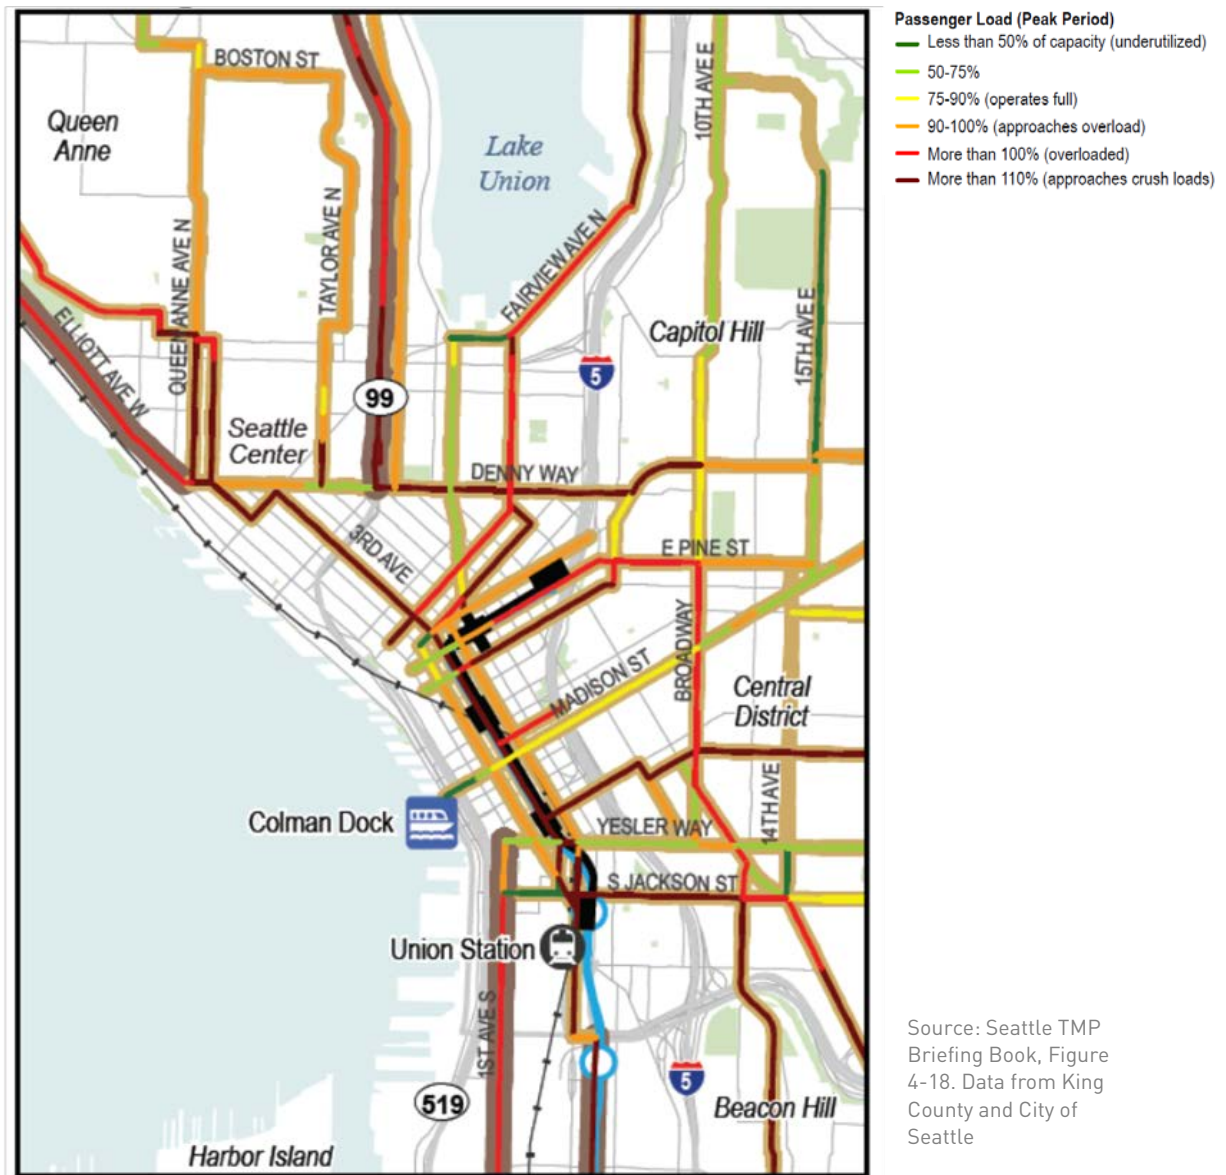 Passenger Load (Peak Period)
Less than 50% of capacity (underutilized)
50-75%
75-90% (operates full)
90-100% (approaches overload)
More than 100% (overloaded)
More than 110% (approaches crush loads)
BOSTON ST
10TH AVE E
Queen
Anne
Lake
Union
TAYLOR AVE N
QUEEN ANNE AVE N
FAIRVIEW AVE N
Capitol Hill
15TH AVE E
ELLIOTT AVE W
5
99
Seattle
Center
DENNY WAY
3RD AVE
E PINE ST
BROADWAY
MADISON ST
Central
District
14TH AVE
Colman Dock
YESLER WAY
S JACKSON ST
Union Station
1ST AVE S
5
519
Beacon Hill
Harbor Island
Source: Seattle TMP
Briefing Book, Figure
4-18. Data from King
County and City of
Seattle